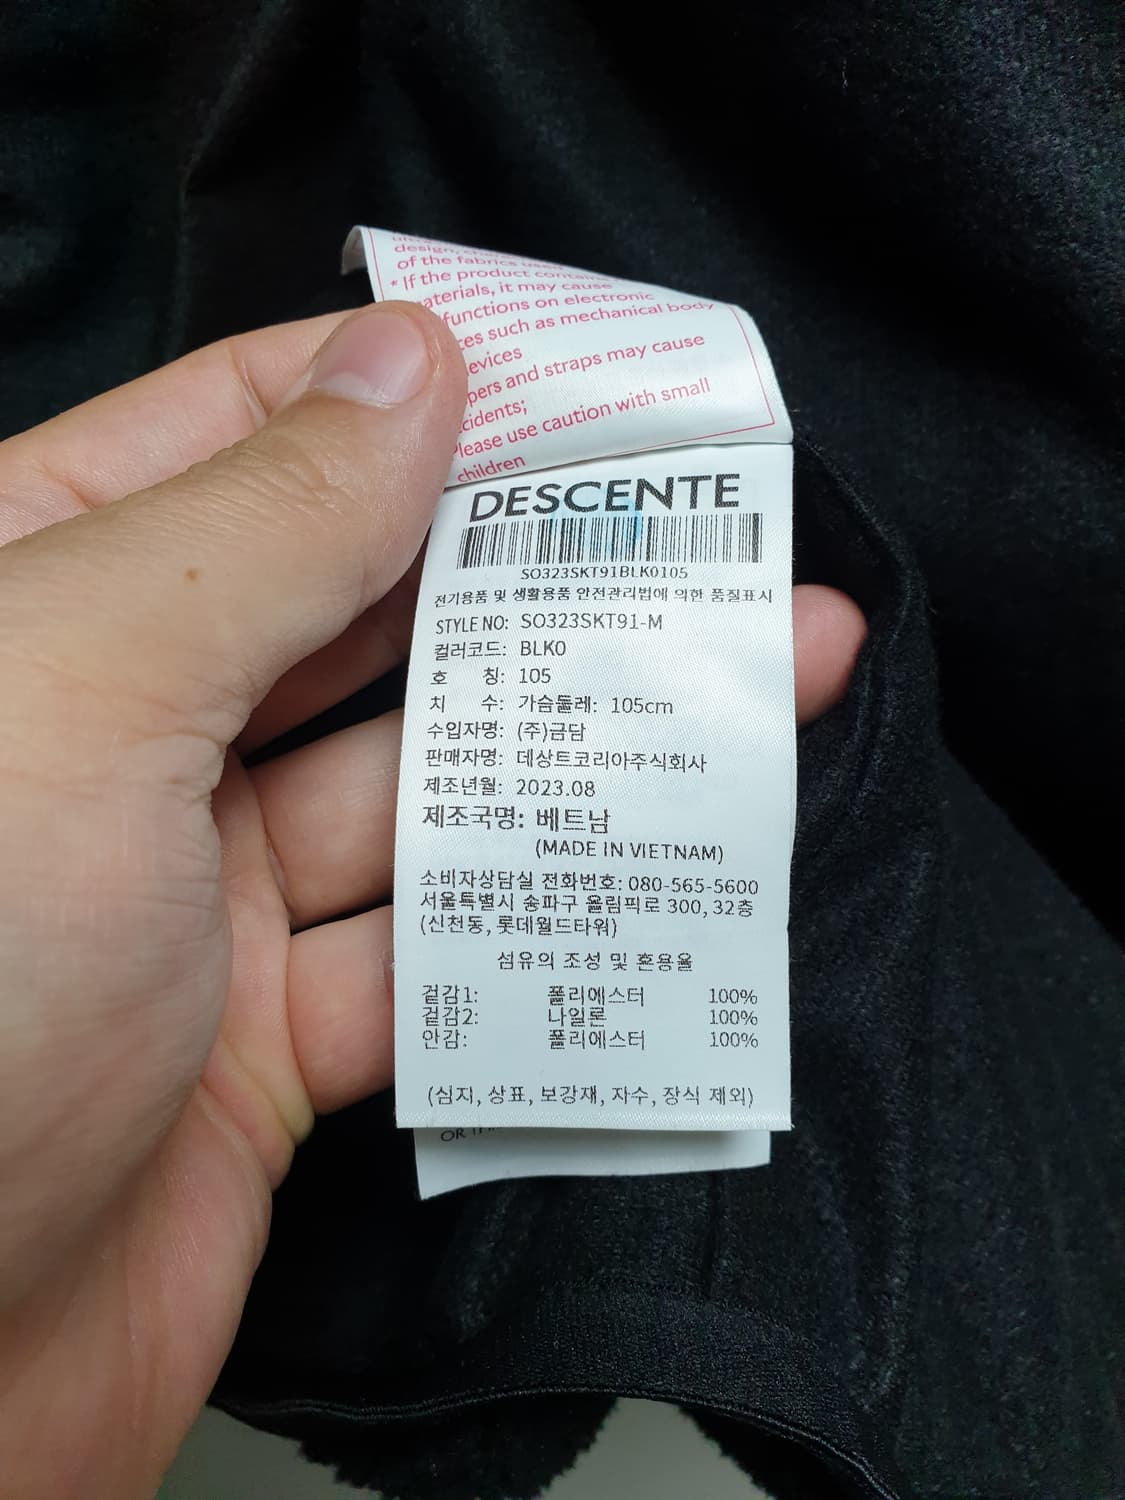 design,
of the fabrics used
* If the product
materials, it may cause
functions on electronic
such as mechanical body
devices
and straps may cause
Please use caution with small
children
DESCENTE
SO323SKT91BLK0105
전기용품 및 생활용품 안전관리법에 의한 품질표시
STYLE NO: SO323SKT91-M
컬러코드: BLK0
호 칭: 105
치 수: 가슴둘레: 105cm
수입자명: (주)금담
판매자명: 데상트코리아주식회사
제조년월: 2023.08
제조국명: 베트남
(MADE IN VIETNAM)
소비자상담실 전화번호: 080-565-5600
서울특별시 송파구 올림픽로 300, 32층
(신천동, 롯데월드타워)
섬유의 조성 및 혼용율
겉감1: 폴리에스터 100%
겉감2: 나일론 100%
안감: 폴리에스터 100%
(심지, 상표, 보강재, 자수, 장식 제외)
OR